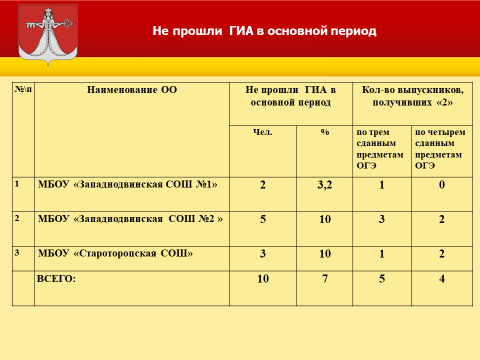 Не прошли ГИА в основной период
№\п Наименование ОО Не прошли ГИА в основной период Кол-во выпускников, получивших «2»
Чел. % по трем сданным предметам ОГЭ по четырем сданным предметам ОГЭ
1 МБОУ «Западнодвинская СОШ №1» 2 3,2 1 0
2 МБОУ «Западнодвинская СОШ №2 » 5 10 3 2
3 МБОУ «Староторопская СОШ» 3 10 1 2
ВСЕГО: 10 7 5 4